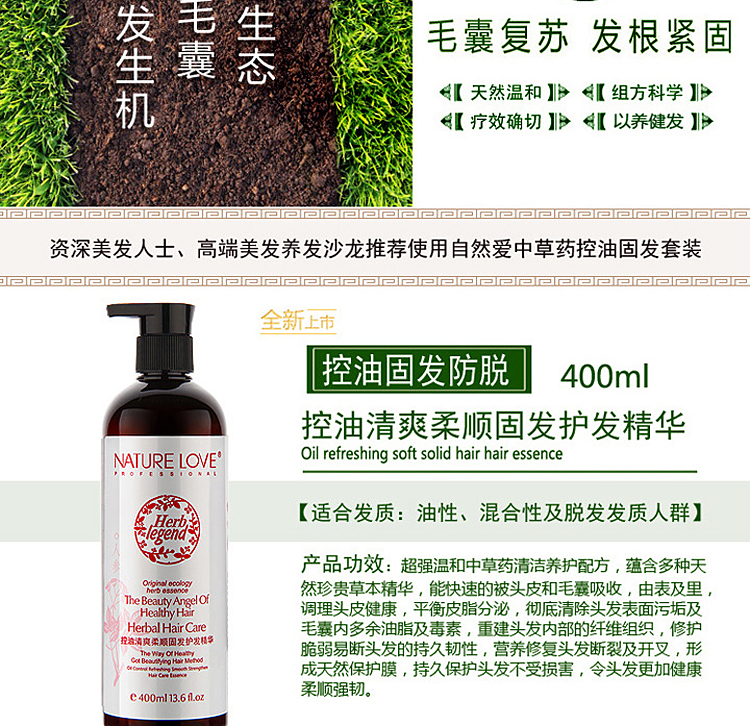 生态
毛囊
发生机
毛囊复苏 发根紧固
【天然温和】 【组方科学】
【疗效确切】 【以养健发】
资深美发人士、高端美发养发沙龙推荐使用自然爱中草药控油固发套装
全新上市
控油固发防脱 400ml
控油清爽柔顺固发护发精华
Oil refreshing soft solid hair hair essence
【适合发质：油性、混合性及脱发发质人群】
产品功效：超强温和中草药清洁养护配方，蕴含多种天
然珍贵草本精华，能快速的被头皮和毛囊吸收，由表及里，
调理头皮健康，平衡皮脂分泌，彻底清除头发表面污垢及
毛囊内多余油脂及毒素，重建头发内部的纤维组织，修护
脆弱易断头发的持久韧性，营养修复头发断裂及开叉，形
成天然保护膜，持久保护头发不受损害，令头发更加健康
柔顺强韧。
NATURE LOVE®
PROFESSIONAL
Herb
legend
Original ecology
herb essence
The Beauty Angel Of
Healthy Hair
Herbal Hair Care
控油清爽柔顺固发护发精华
The Way Of Healthy
Got Beautifying Hair Method
Oil Control Refreshing Smooth Strengthen
Hair Care Essence
e 400ml 13.6 fl.oz